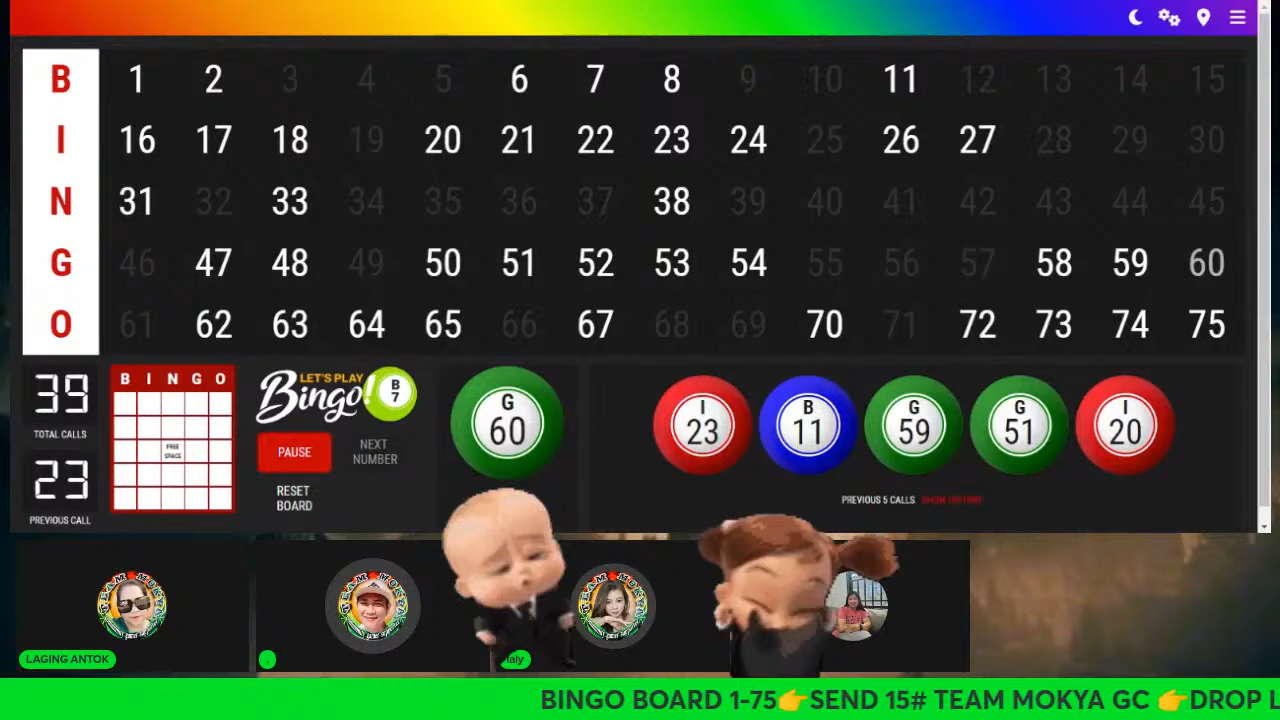 B 1 2 3 4 5 6 7 8 9 10 11 12 13 14 15
I 16 17 18 19 20 21 22 23 24 25 26 27 28 29 30
N 31 32 33 34 35 36 37 38 39 40 41 42 43 44 45
G 46 47 48 49 50 51 52 53 54 55 56 57 58 59 60
O 61 62 63 64 65 66 67 68 69 70 71 72 73 74 75
39
TOTAL CALLS
23
PREVIOUS CALL
B I N G O
FREE
SPACE
LET'S PLAY
Bingo!
B
7
PAUSE
NEXT
NUMBER
RESET
BOARD
G
60
I
23
B
11
G
59
G
51
I
20
PREVIOUS 5 CALLS SHOW HISTORY
LAGING ANTOK
.
laly
BINGO BOARD 1-75👉SEND 15# TEAM MOKYA GC 👉DROP L